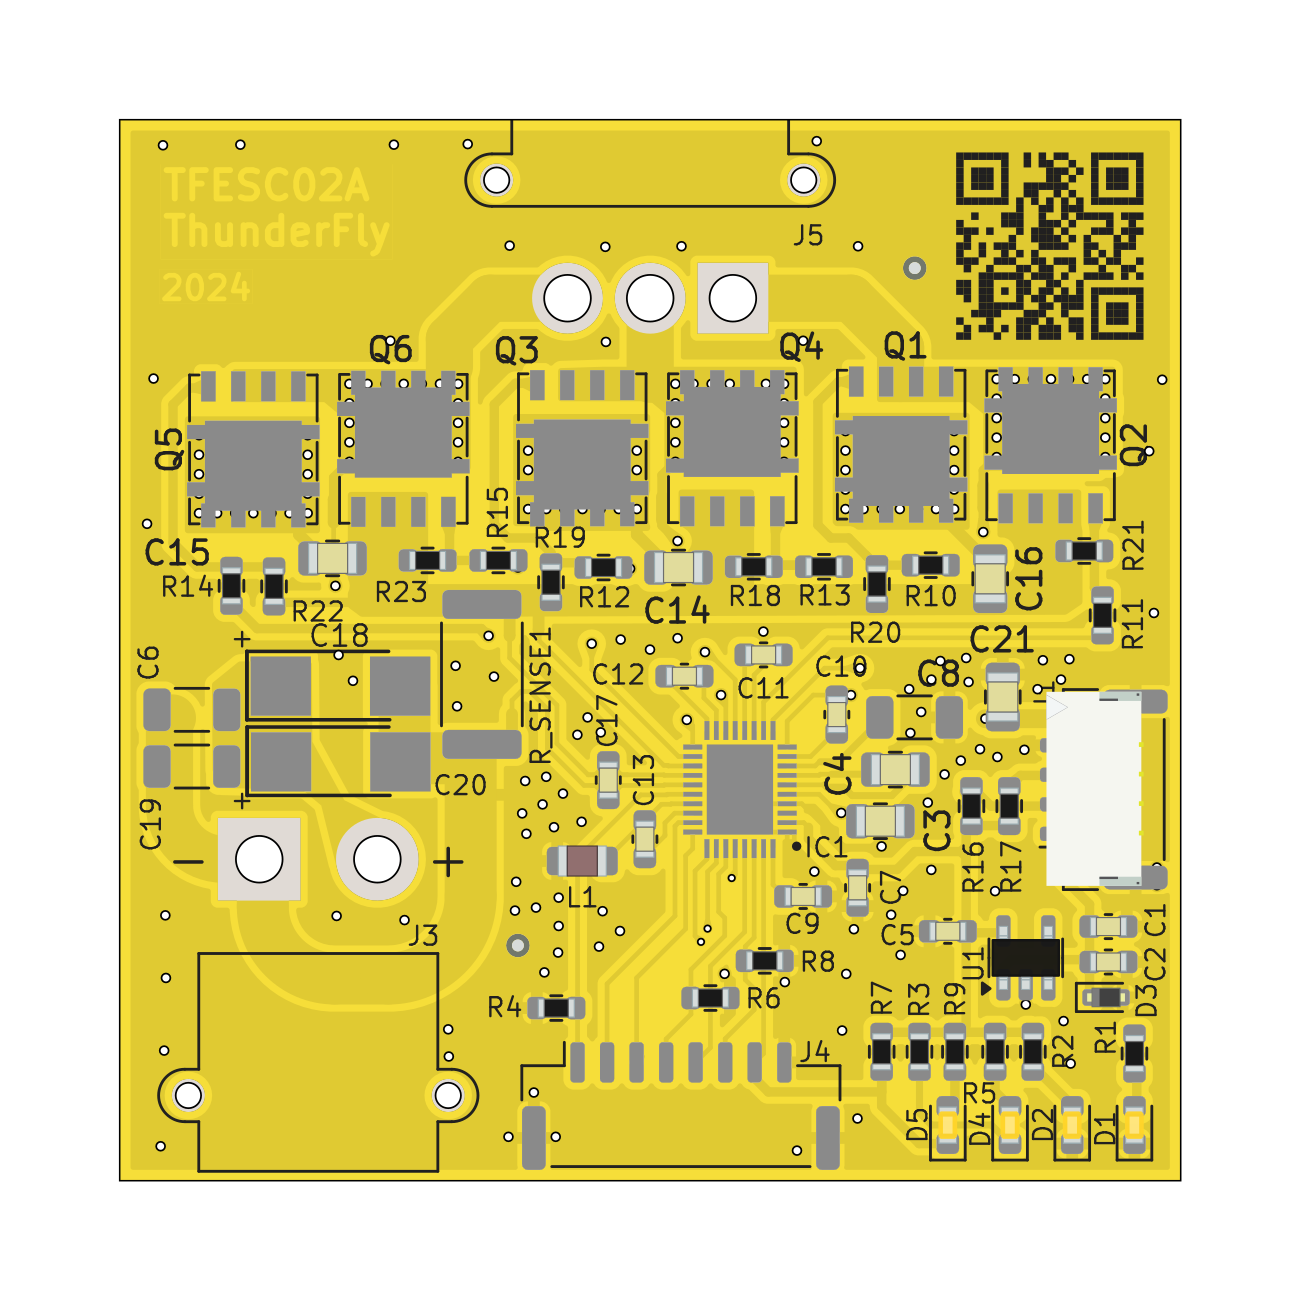 TFESC02A
ThunderFly
2024
J5
Q6
Q3
Q4
Q1
Q5
Q2
C15
R14
R22
R23
R15
R19
R12
C14
R18
R13
R20
R10
C16
R21
R11
+
C18
C6
R_SENSE1
C12
C11
C10
C8
C21
1
C17
C13
C4
C3
C20
+
C19
R16
R17
−
+
IC1
L1
C7
C9
C5
J3
U1
C1
C2
D3
R8
R6
R4
R7
R3
R9
R2
R1
J4
R5
D5
D4
D2
D1